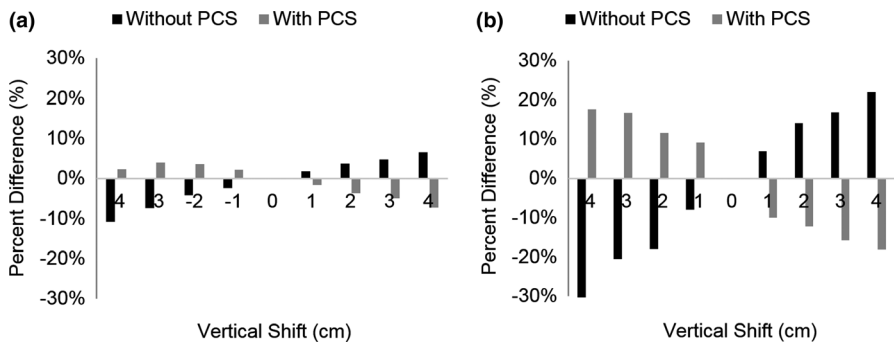 (a)
Without PCS With PCS
30%
20%
10%
0%
-10%
-20%
-30%
4 3 -2 -1 0 1 2 3 4
Percent Difference (%)
Vertical Shift (cm)
(b)
Without PCS With PCS
30%
20%
10%
0%
-10%
-20%
-30%
4 3 2 1 0 1 2 3 4
Percent Difference (%)
Vertical Shift (cm)